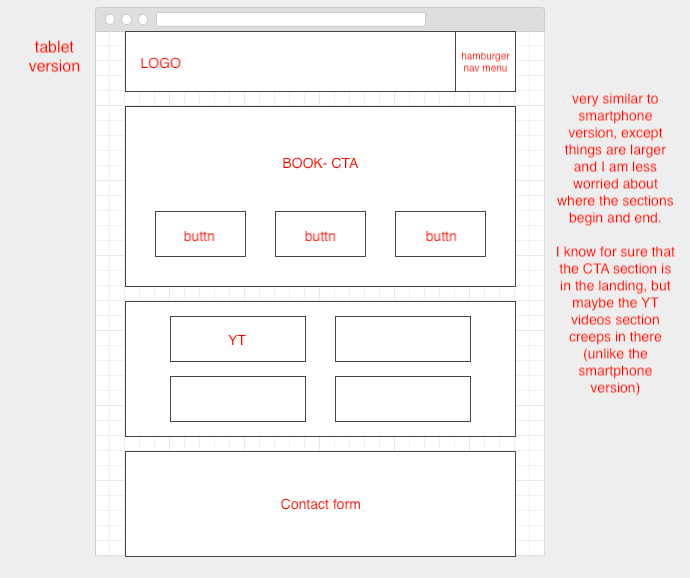 tablet
version
LOGO
hamburger
nav menu
BOOK- CTA
buttn
buttn
buttn
YT
Contact form
very similar to
smartphone
version, except
things are larger
and I am less
worried about
where the sections
begin and end.
I know for sure that
the CTA section is
in the landing, but
maybe the YT
videos section
creeps in there
(unlike the
smartphone
version)